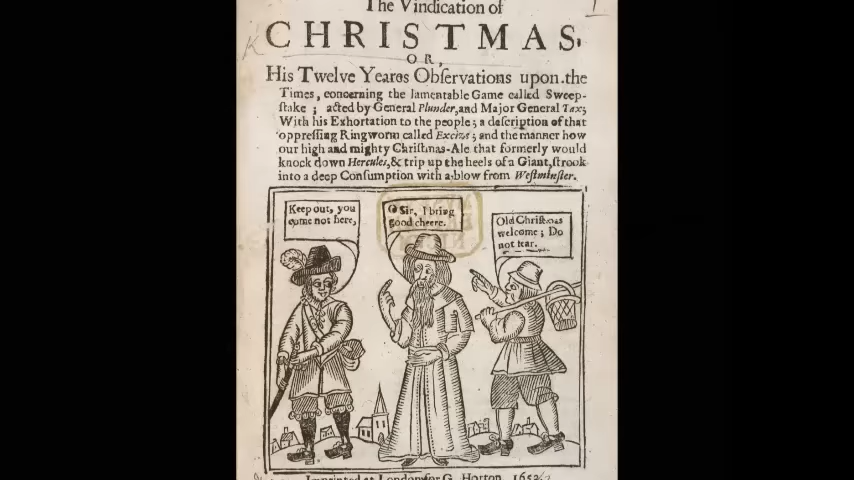 The Vindication of
CHRISTMAS.
OR,
His Twelve Yeares Observations upon the
Times, concerning the lamentable Game called Sweep-
stake; acted by General Plunder, and Major General Tax;
With his Exhortation to the people; a description of that
oppressing Ringworm called Excize; and the manner how
our high and mighty Christmas-Ale that formerly would
knock down Hercules, & trip up the heels of a Giant, strook
into a deep Consumption with a blow from Westminster.
Keep out, you
come not here,
O Sir, I bring
good cheere.
Old Christmas
welcome; Do
not fear.
Imprinted at London for G. Horton, 1652